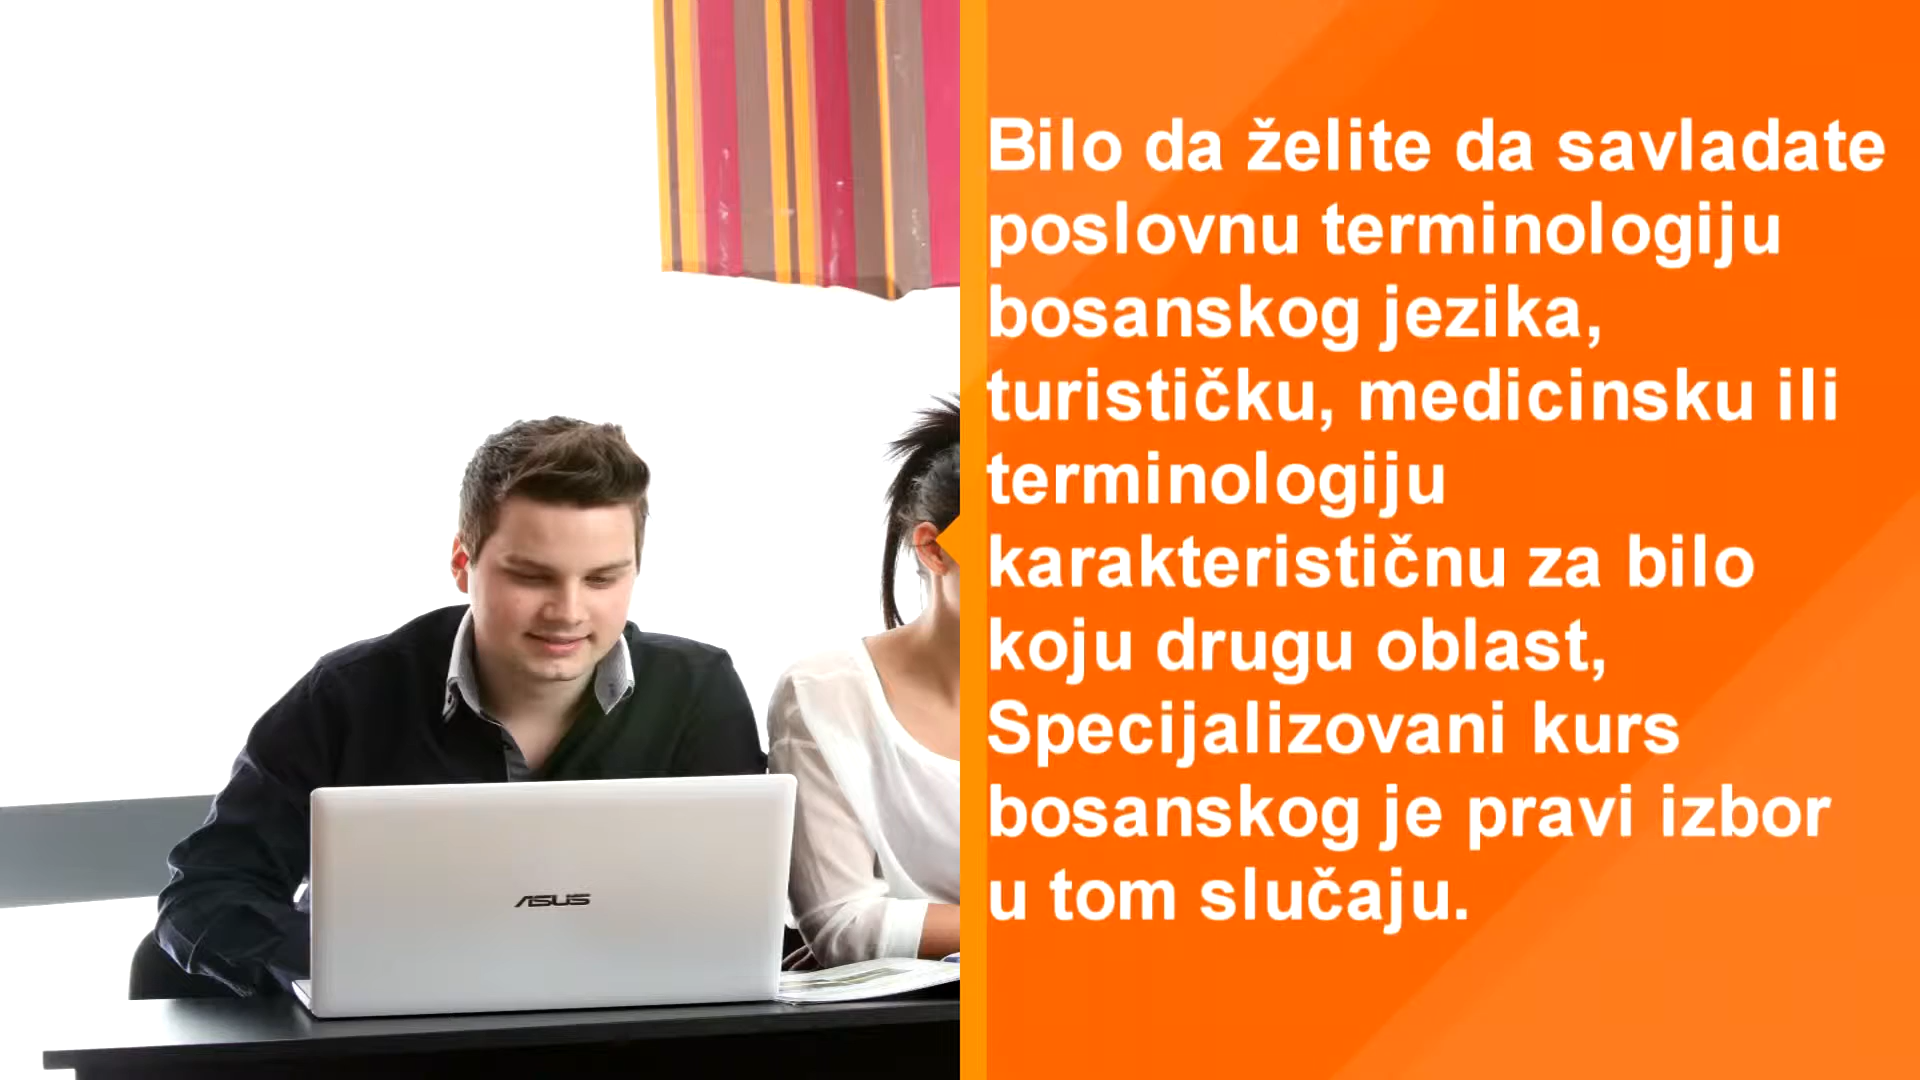 Bilo da želite da savladate
poslovnu terminologiju
bosanskog jezika,
turističku, medicinsku ili
terminologiju
karakterističnu za bilo
koju drugu oblast,
Specijalizovani kurs
bosanskog je pravi izbor
u tom slučaju.
ASUS